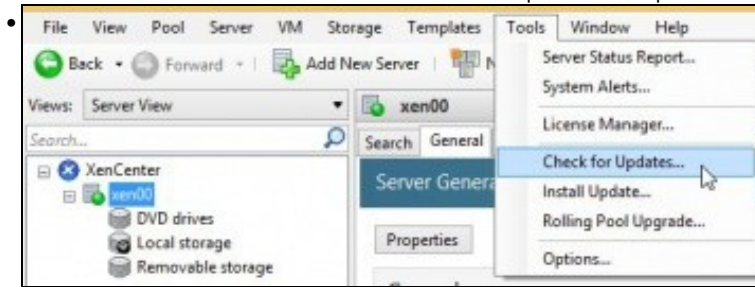 File View Pool Server VM Storage Templates Tools Window Help
Back Forward Add New Server
Server Status Report...
System Alerts...
Views: Server View
xen00
License Manager...
Search...
Search General
Check for Updates...
XenCenter
xen00
Server Genera
Install Update...
Rolling Pool Upgrade...
DVD drives
Local storage
Properties
Options...
Removable storage